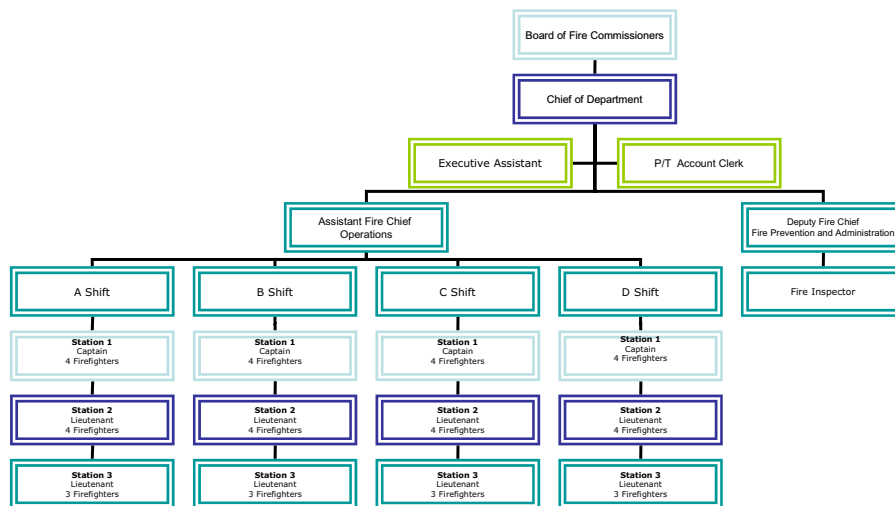 Board of Fire Commissioners
Chief of Department
Executive Assistant
P/T Account Clerk
Assistant Fire Chief
Operations
Deputy Fire Chief
Fire Prevention and Administration
A Shift
B Shift
C Shift
D Shift
Fire Inspector
Station 1
Captain
4 Firefighters
Station 1
Captain
4 Firefighters
Station 1
Captain
4 Firefighters
Station 1
Captain
4 Firefighters
Station 2
Lieutenant
4 Firefighters
Station 2
Lieutenant
4 Firefighters
Station 2
Lieutenant
4 Firefighters
Station 2
Lieutenant
4 Firefighters
Station 3
Lieutenant
3 Firefighters
Station 3
Lieutenant
3 Firefighters
Station 3
Lieutenant
3 Firefighters
Station 3
Lieutenant
3 Firefighters